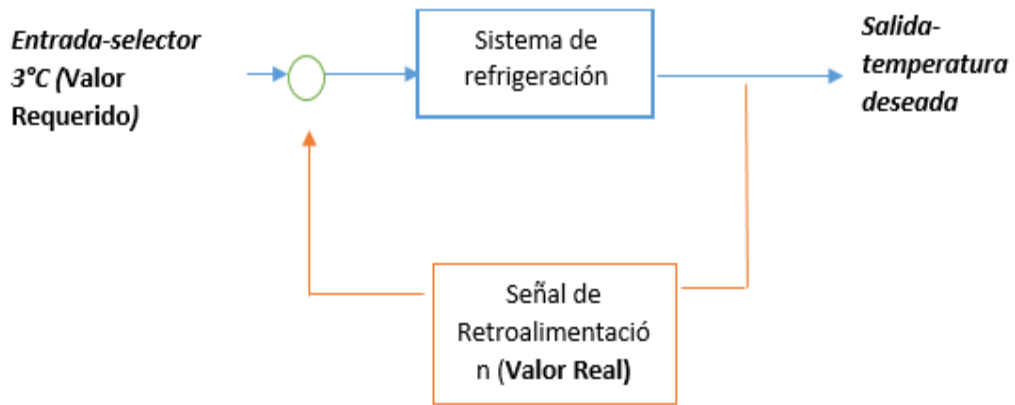 Entrada-selector
3°C (Valor
Requerido)
Sistema de
refrigeración
Salida-
temperatura
deseada
Señal de
Retroalimentació
n (Valor Real)